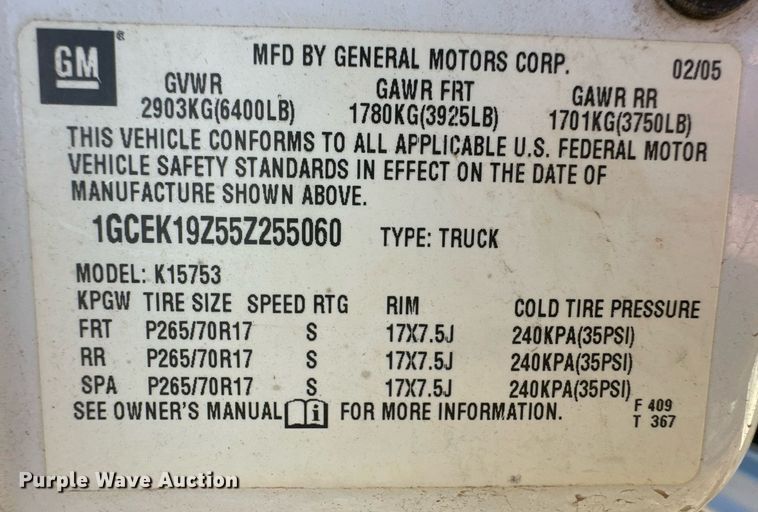 GM®
MFD BY GENERAL MOTORS CORP. 02/05
GVWR GAWR FRT GAWR RR
2903KG(6400LB) 1780KG(3925LB) 1701KG(3750LB)
THIS VEHICLE CONFORMS TO ALL APPLICABLE U.S. FEDERAL MOTOR
VEHICLE SAFETY STANDARDS IN EFFECT ON THE DATE OF
MANUFACTURE SHOWN ABOVE.
1GCEK19Z55Z255060 TYPE: TRUCK
MODEL: K15753
KPGW TIRE SIZE SPEED RTG RIM COLD TIRE PRESSURE
FRT P265/70R17 S 17X7.5J 240KPA(35PSI)
RR P265/70R17 S 17X7.5J 240KPA(35PSI)
SPA P265/70R17 S 17X7.5J 240KPA(35PSI)
SEE OWNER'S MANUAL i FOR MORE INFORMATION.
F 409
T 367
Purple Wave Auction